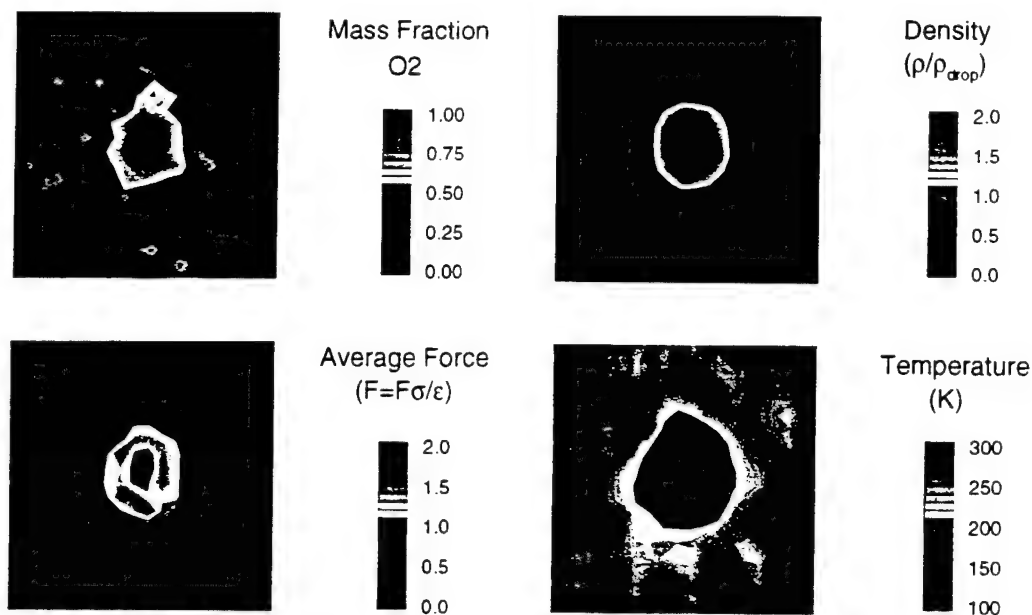 Mass Fraction
O2
1.00
0.75
0.50
0.25
0.00
Density
(ρ/ρdrop)
2.0
1.5
1.0
0.5
0.0
Average Force
(F=Fσ/ε)
2.0
1.5
1.0
0.5
0.0
Temperature
(K)
300
250
200
150
100